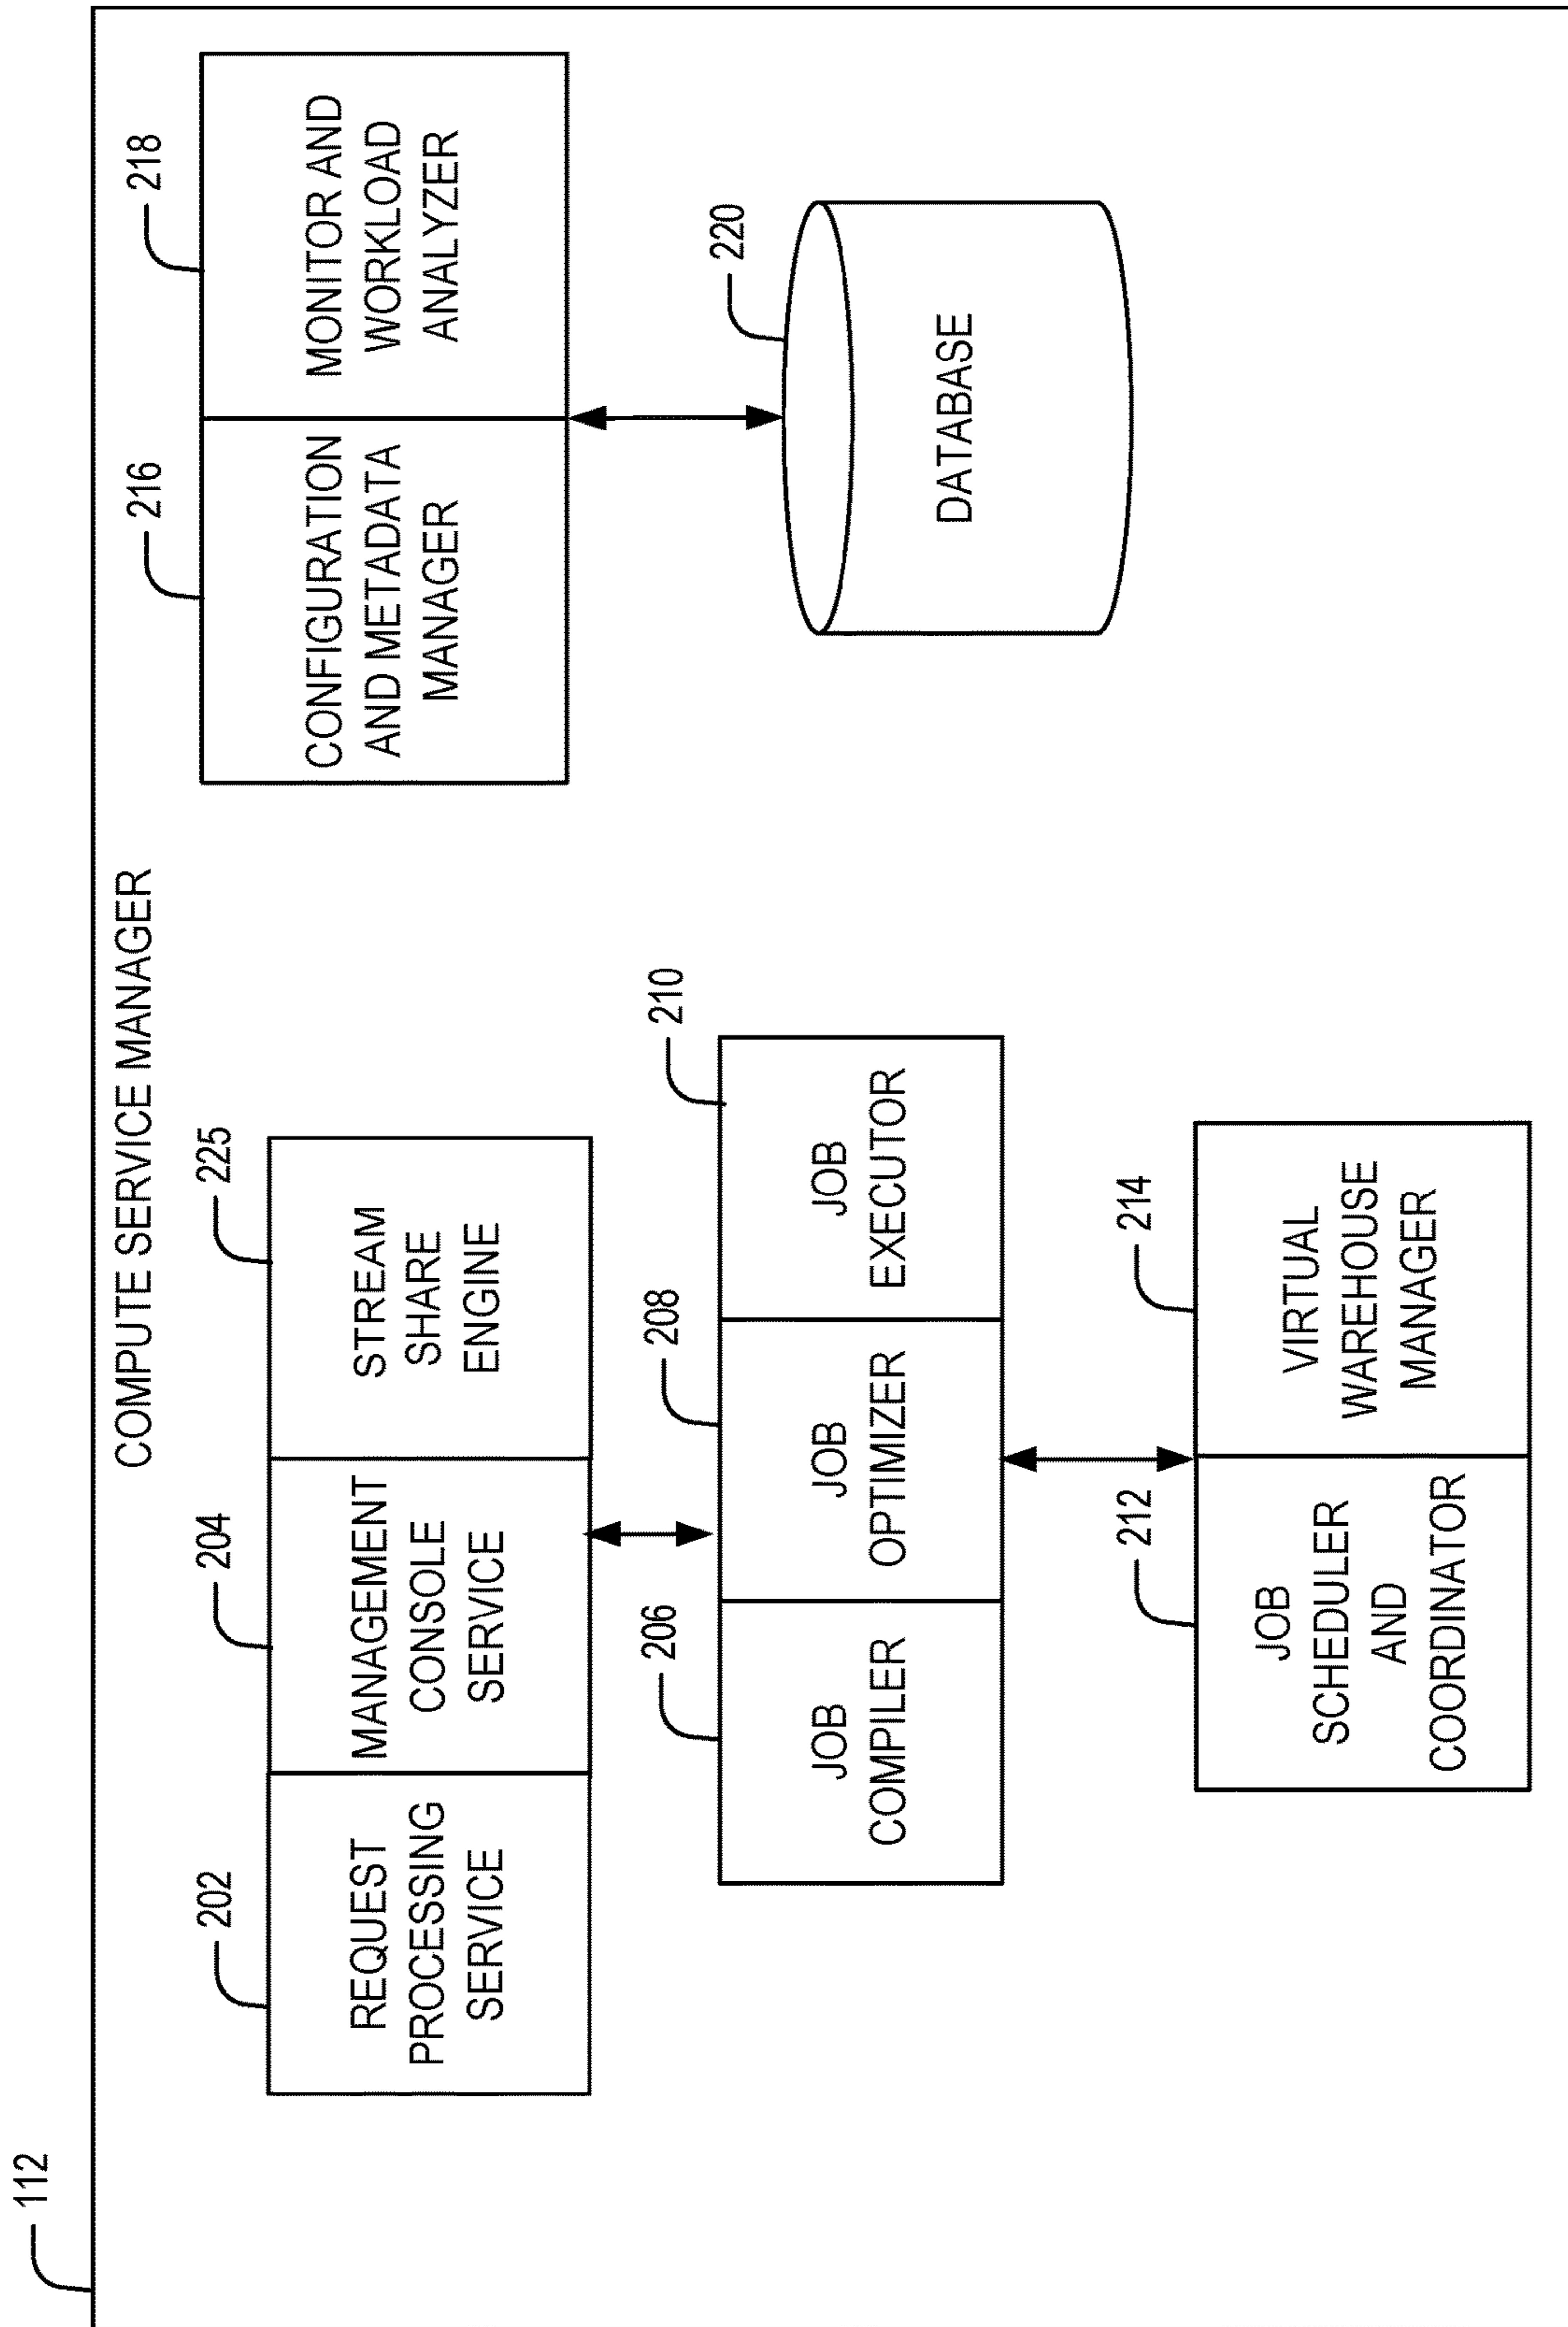 112
COMPUTE SERVICE MANAGER
202
REQUEST
PROCESSING
SERVICE
204
MANAGEMENT
CONSOLE
SERVICE
225
STREAM
SHARE
ENGINE
206
JOB
COMPILER
208
JOB
OPTIMIZER
210
JOB
EXECUTOR
212
JOB
SCHEDULER
AND
COORDINATOR
214
VIRTUAL
WAREHOUSE
MANAGER
216
CONFIGURATION
AND METADATA
MANAGER
218
MONITOR AND
WORKLOAD
ANALYZER
220
DATABASE